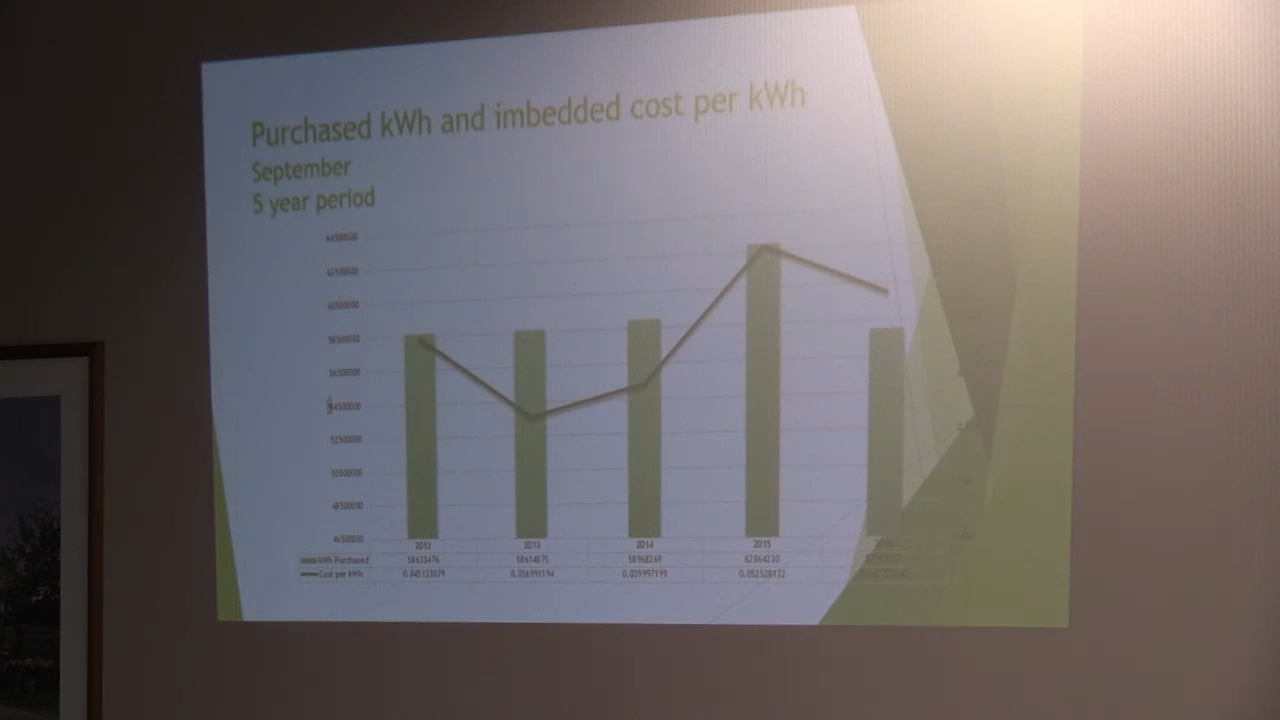 Purchased kWh and imbedded cost per kWh
September
5 year period
64500000
62500000
60500000
58500000
56500000
54500000
52500000
50500000
48500000
46500000
kWh
2012 2013 2014 2015
kWh Purchased 58633476 58614875 58968269 62864230
Cost per kWh 0.045133079 0.036991194 0.039997199 0.052528122